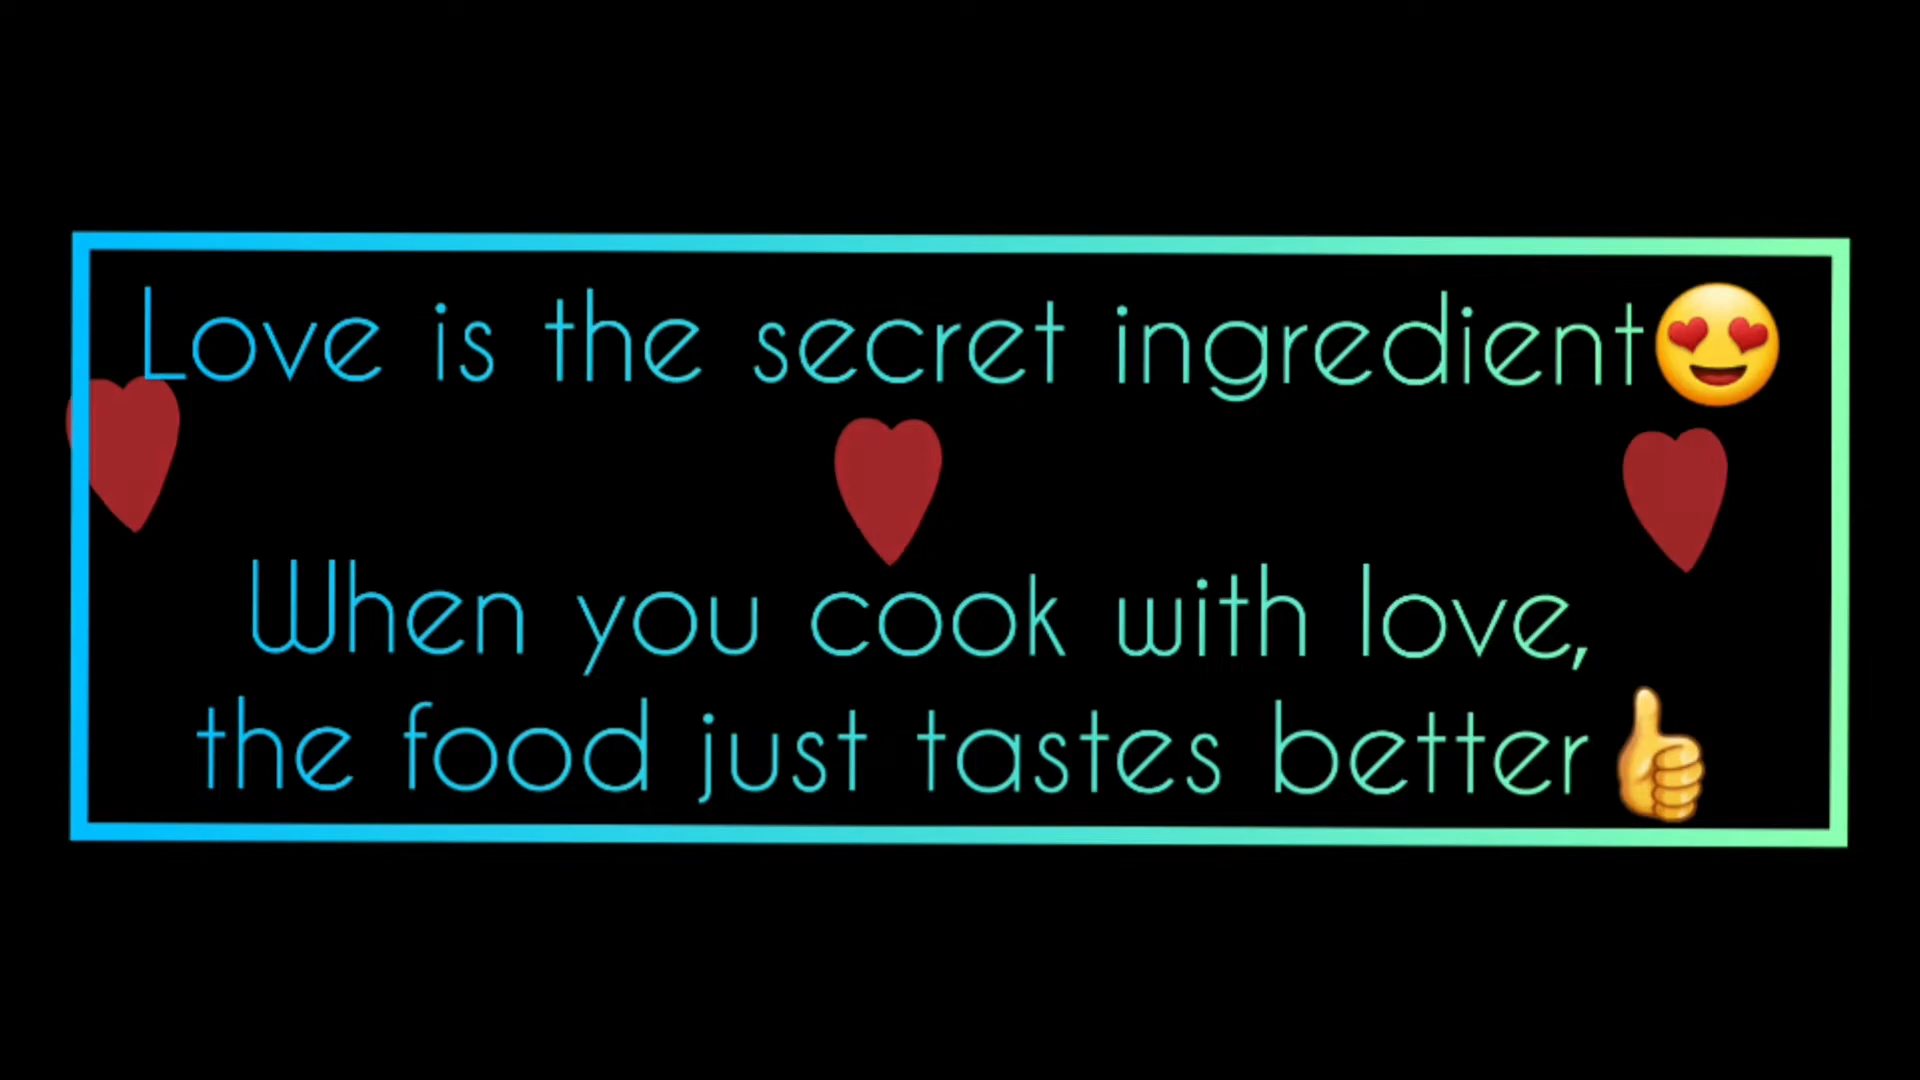 Love is the secret ingredient😍
When you cook with love,
the food just tastes better👍